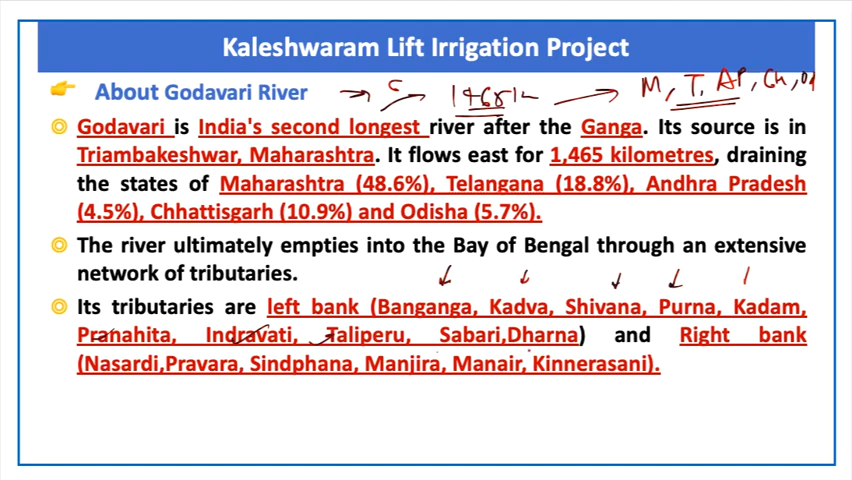 Kaleshwaram Lift Irrigation Project
About Godavari River
M, T, AP, CH, Od
Godavari is India's second longest river after the Ganga. Its source is in
Triambakeshwar, Maharashtra. It flows east for 1,465 kilometres, draining
the states of Maharashtra (48.6%), Telangana (18.8%), Andhra Pradesh
(4.5%), Chhattisgarh (10.9%) and Odisha (5.7%).
The river ultimately empties into the Bay of Bengal through an extensive
network of tributaries.
Its tributaries are left bank (Banganga, Kadva, Shivana, Purna, Kadam,
Pranahita, Indravati, Taliperu, Sabari,Dharna) and Right bank
(Nasardi,Pravara, Sindphana, Manjira, Manair, Kinnerasani).